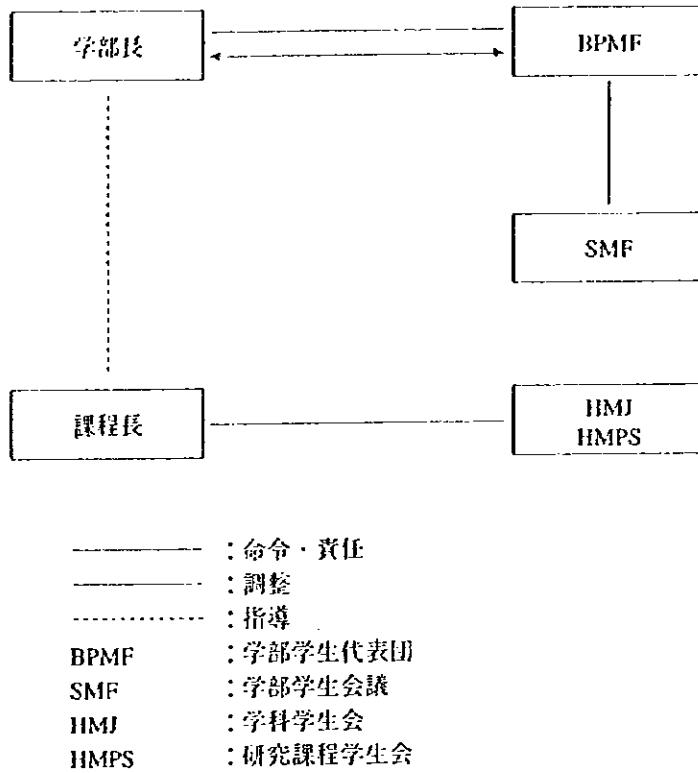 学部長
BPMF
SMF
課程長
HMJ
HMPS
：命令・責任
：調整
：指導
BPMF ：学部学生代表団
SMF ：学部学生会議
HMJ ：学科学生会
HMPS ：研究課程学生会